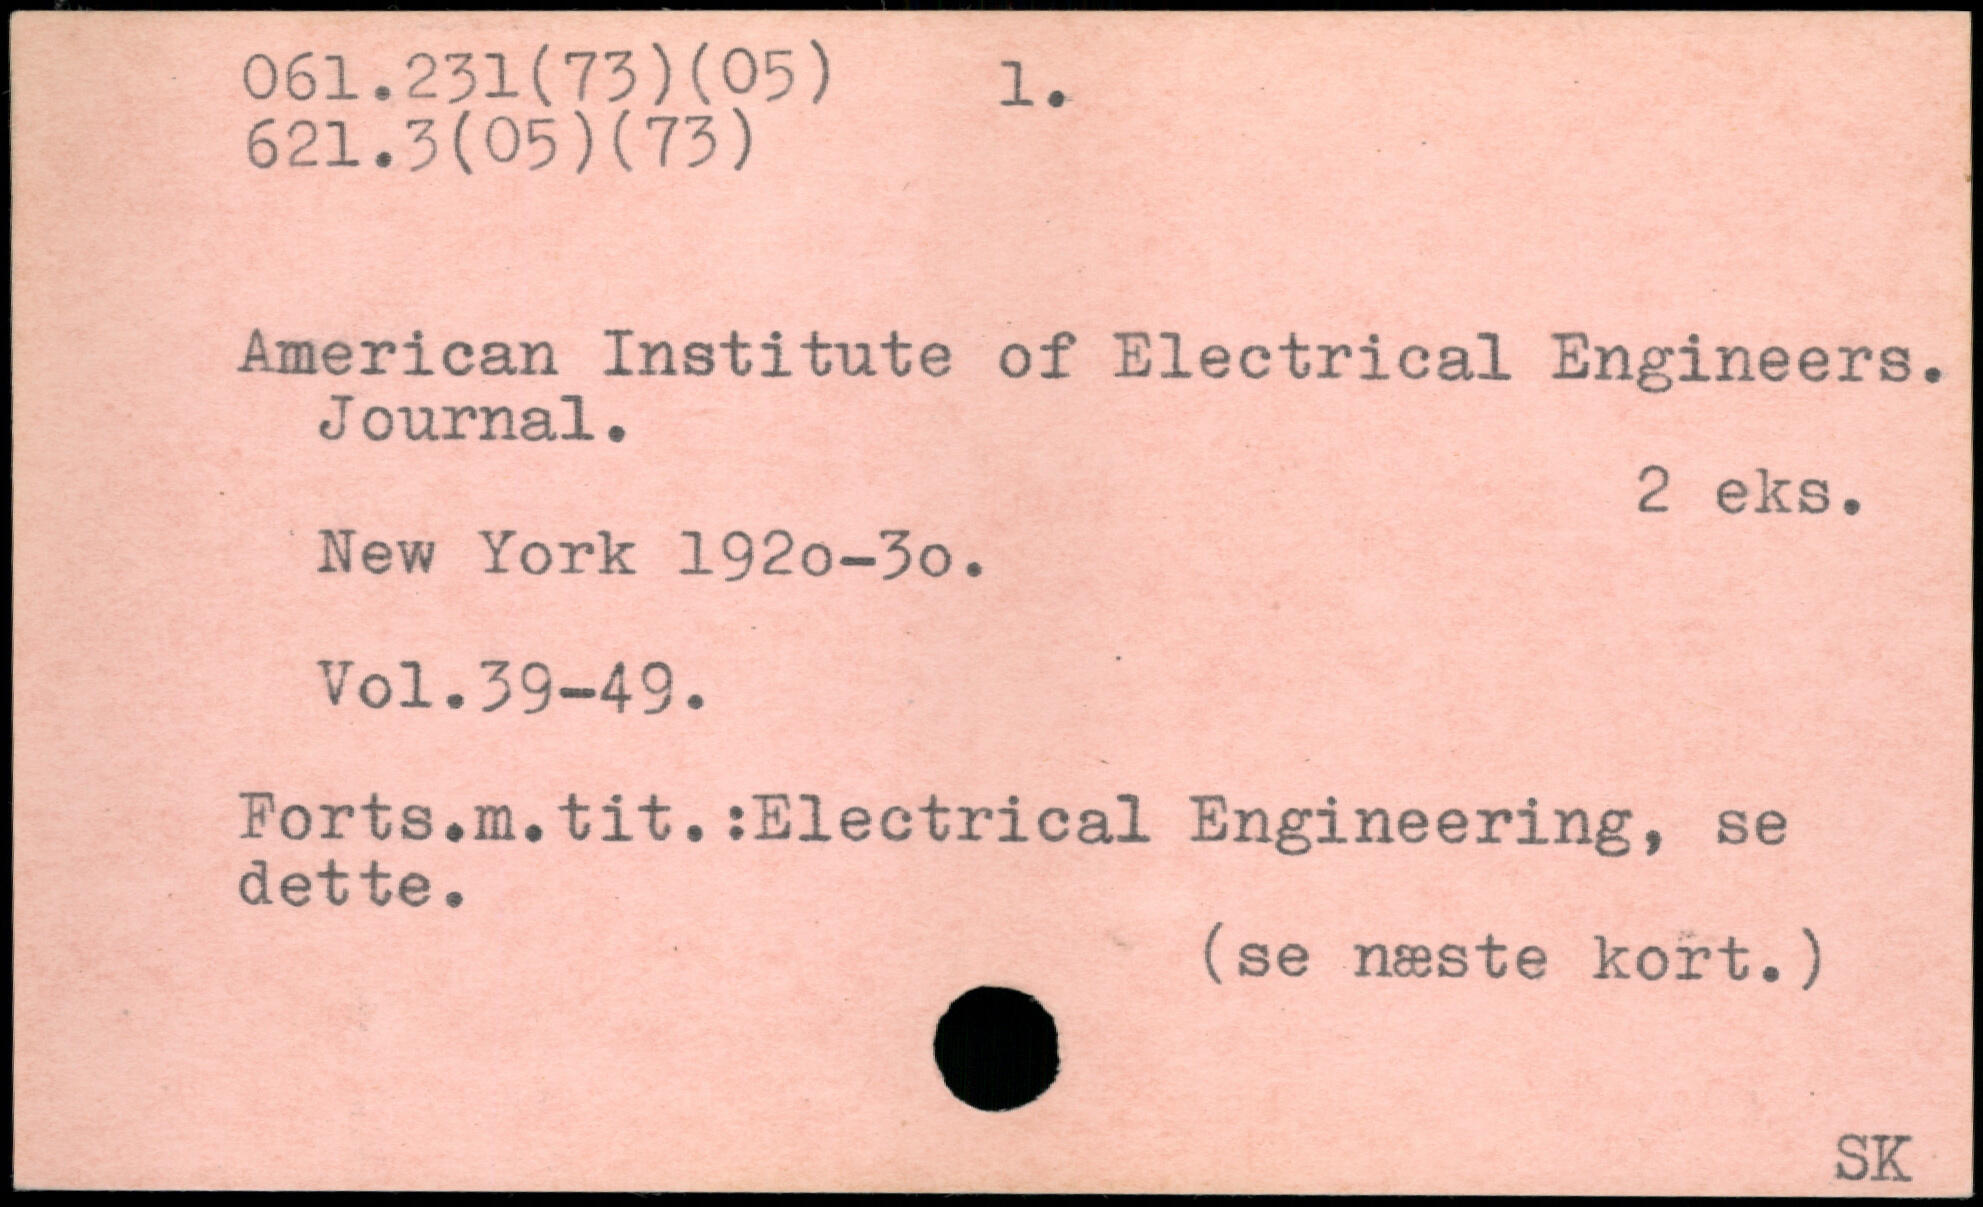 061.231(73)(05) 1.
621.3(05)(73)
American Institute of Electrical Engineers.
Journal.
2 eks.
New York 192o-3o.
Vol.39-49.
Forts.m.tit.:Electrical Engineering, se
dette.
(se næste kort.)
SK